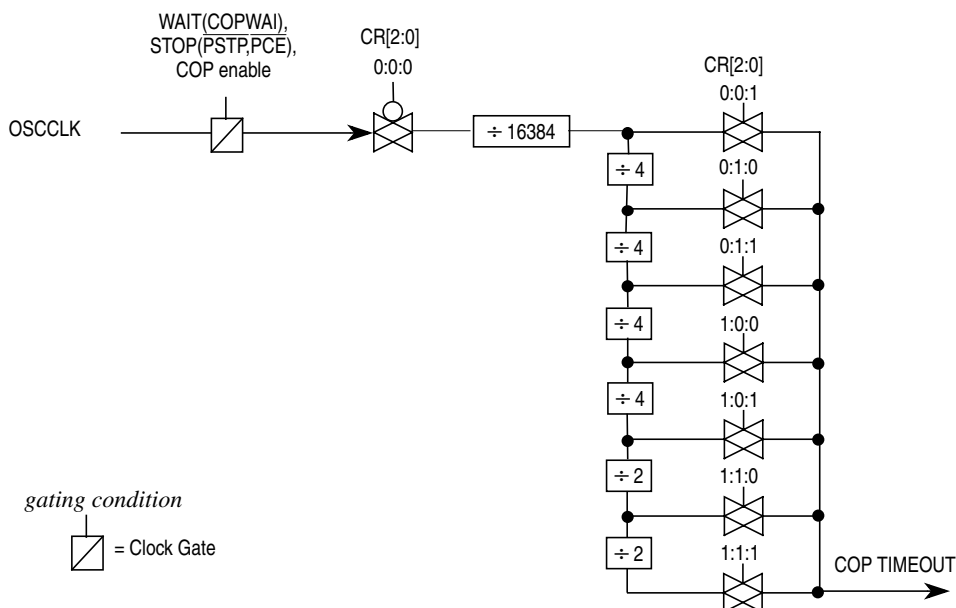 WAIT(COPWAI),
STOP(PSTP,PCE),
COP enable
CR[2:0]
0:0:0
OSCCLK
÷ 16384
CR[2:0]
0:0:1
÷ 4
0:1:0
÷ 4
0:1:1
÷ 4
1:0:0
÷ 4
1:0:1
÷ 2
1:1:0
÷ 2
1:1:1
COP TIMEOUT
gating condition
= Clock Gate